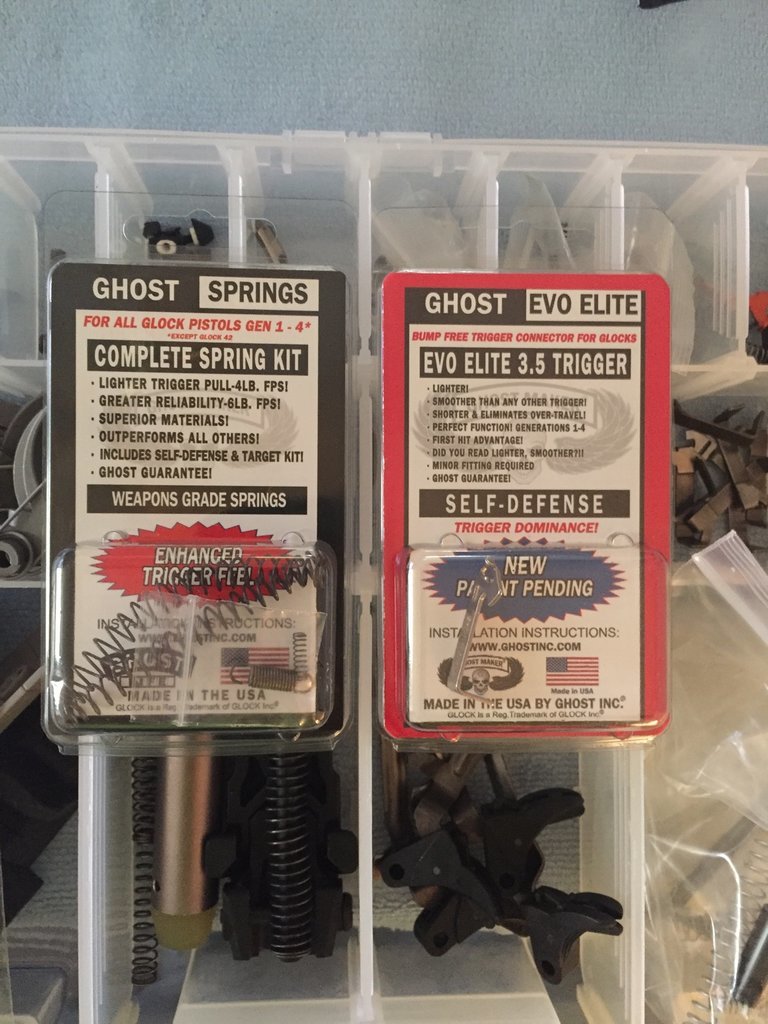 GHOST SPRINGS
FOR ALL GLOCK PISTOLS GEN 1 - 4*
*EXCEPT GLOCK 42
COMPLETE SPRING KIT
· LIGHTER TRIGGER PULL-4LB. FPS!
· GREATER RELIABILITY-6LB. FPS!
· SUPERIOR MATERIALS!
· OUTPERFORMS ALL OTHERS!
· INCLUDES SELF-DEFENSE & TARGET KIT!
· GHOST GUARANTEE!
WEAPONS GRADE SPRINGS
ENHANCED
TRIGGER
INSTRUCTIONS:
MADE IN THE USA
GLOCK is a Reg. Trademark of GLOCK Inc.
GHOST EVO ELITE
BUMP FREE TRIGGER CONNECTOR FOR GLOCKS
EVO ELITE 3.5 TRIGGER
· LIGHTER!
· SMOOTHER THAN ANY OTHER TRIGGER!
· SHORTER & ELIMINATES OVER-TRAVEL!
· PERFECT FUNCTION! GENERATIONS 1-4
· FIRST HIT ADVANTAGE!
· DID YOU READ LIGHTER, SMOOTHER?!!
· MINOR FITTING REQUIRED
· GHOST GUARANTEE!
SELF-DEFENSE
TRIGGER DOMINANCE!
NEW
PATENT PENDING
INSTALLATION INSTRUCTIONS:
WWW.GHOSTINC.COM
GHOST MAKER
Made in USA
MADE IN THE USA BY GHOST INC.®
GLOCK is a Reg. Trademark of GLOCK Inc.